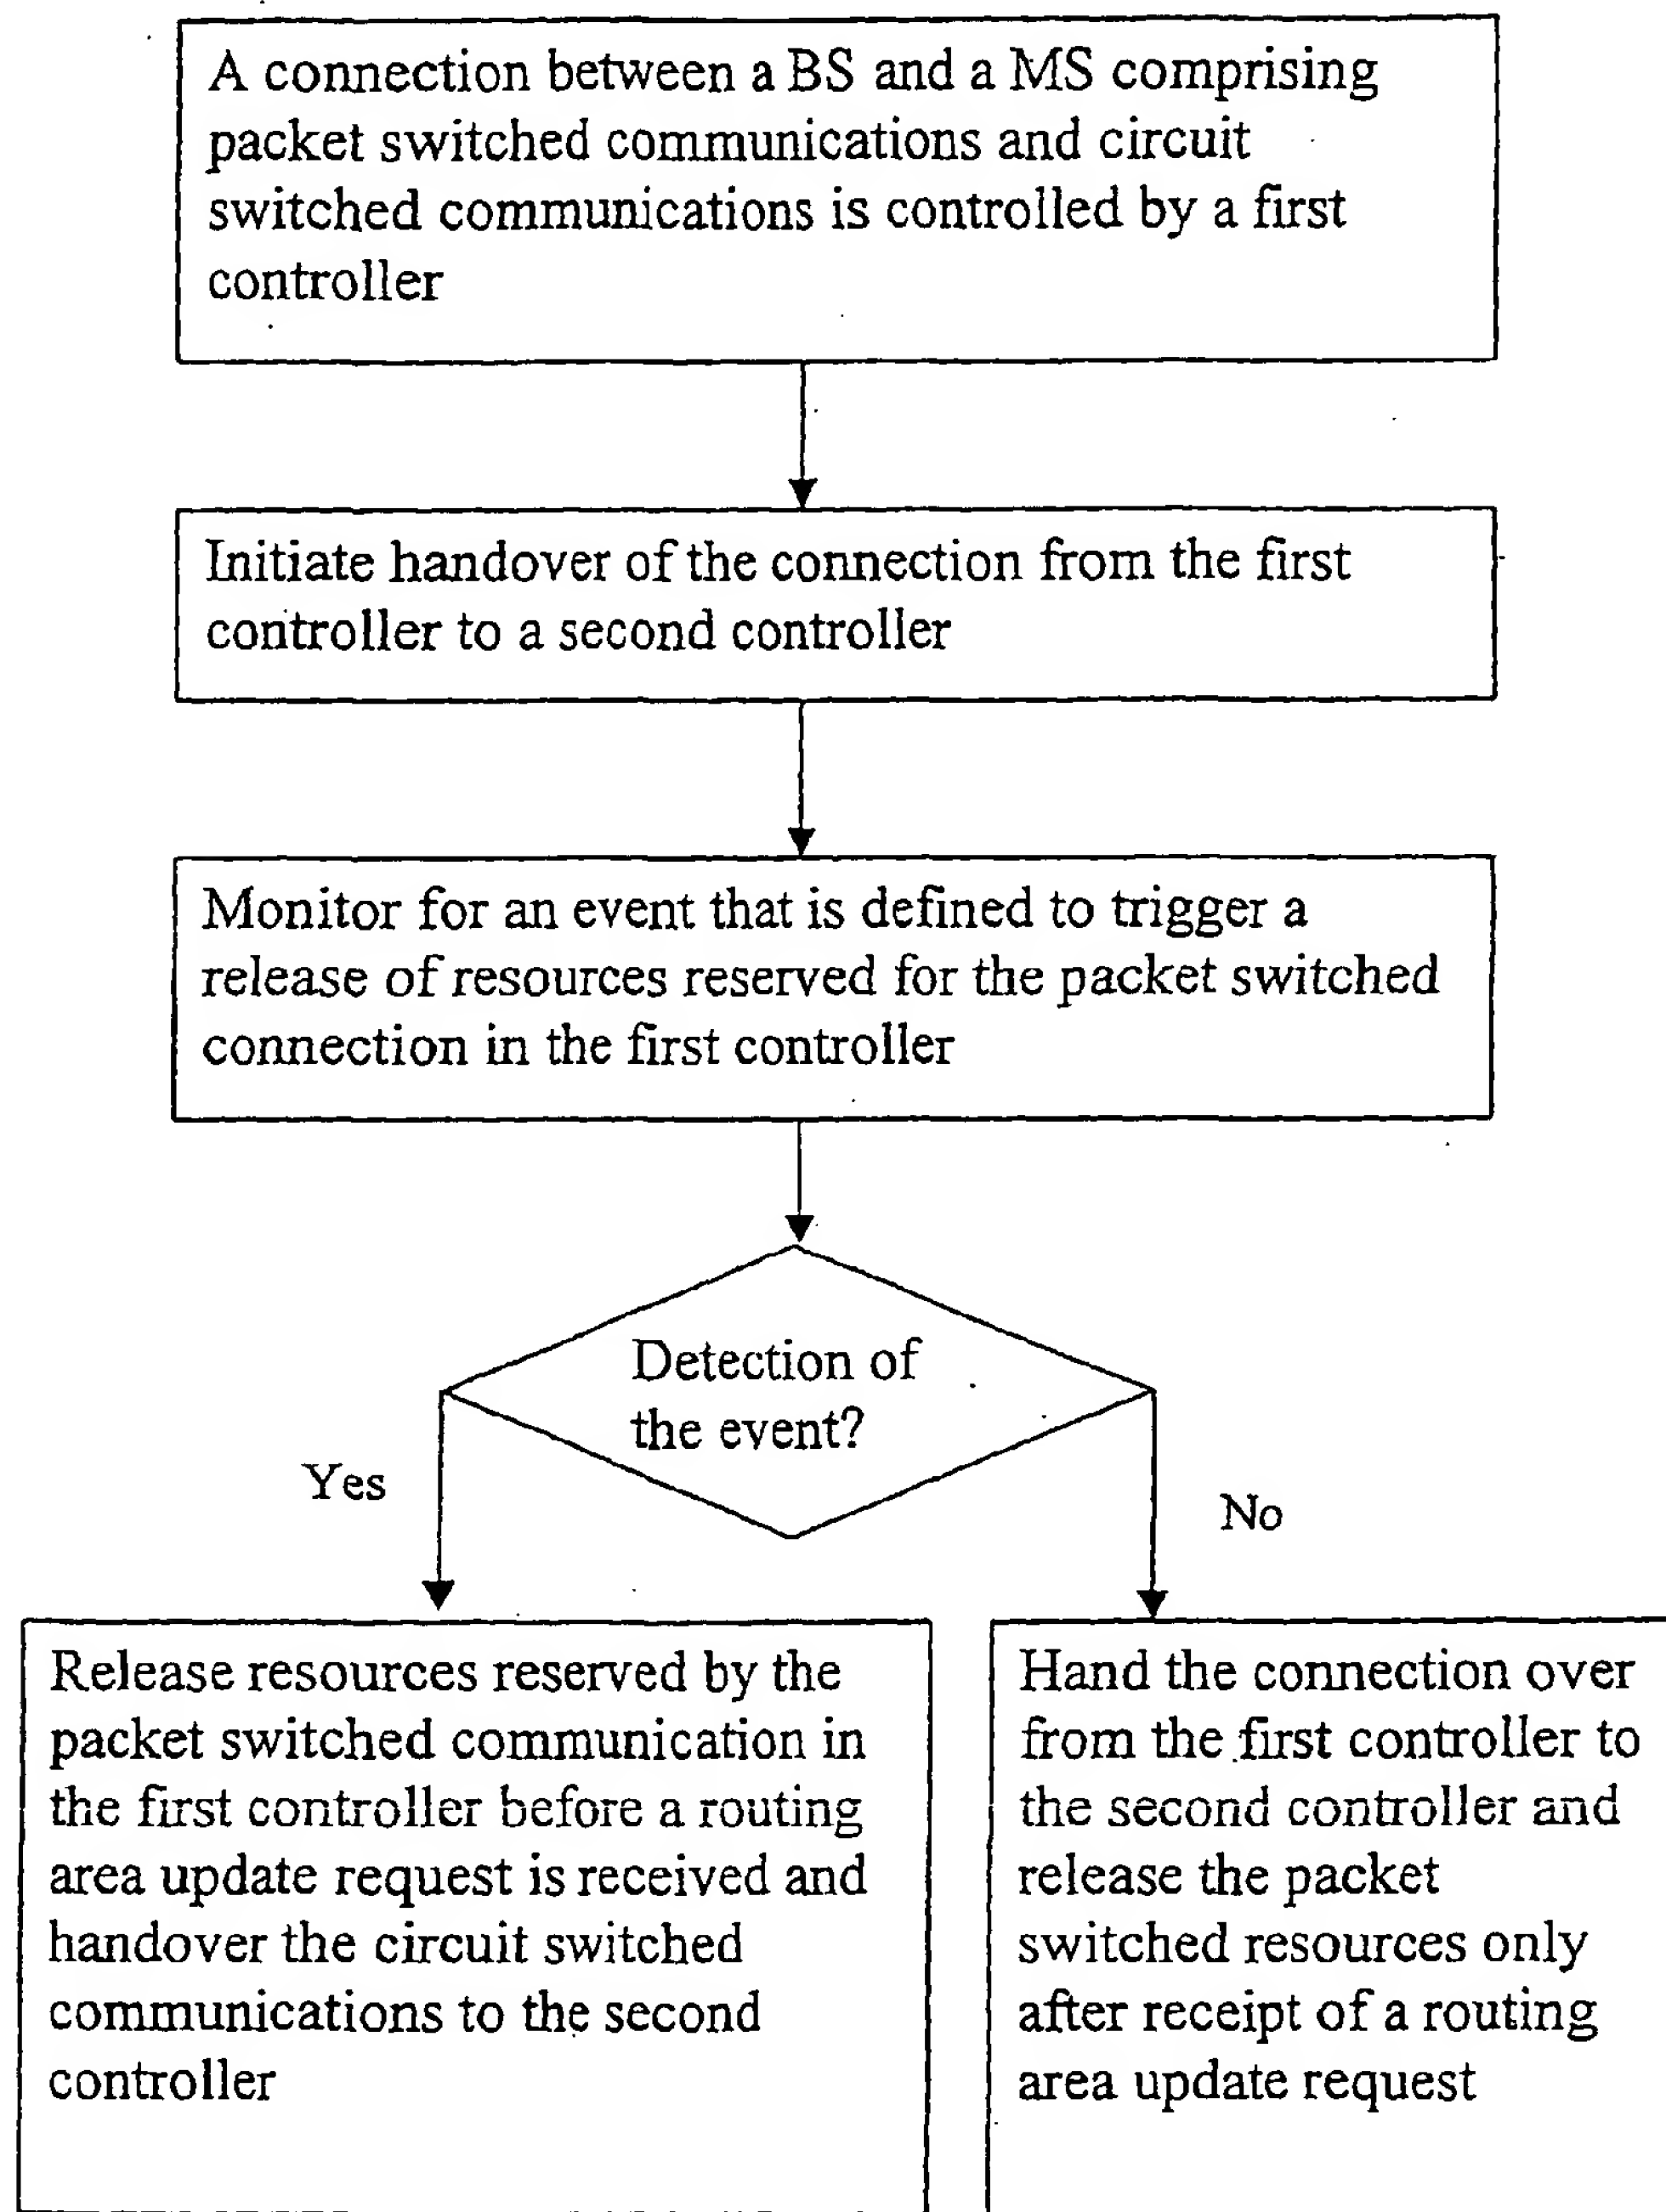 A connection between a BS and a MS comprising
packet switched communications and circuit
switched communications is controlled by a first
controller
Initiate handover of the connection from the first
controller to a second controller
Monitor for an event that is defined to trigger a
release of resources reserved for the packet switched
connection in the first controller
Detection of
the event?
Yes
No
Release resources reserved by the
packet switched communication in
the first controller before a routing
area update request is received and
handover the circuit switched
communications to the second
controller
Hand the connection over
from the first controller to
the second controller and
release the packet
switched resources only
after receipt of a routing
area update request